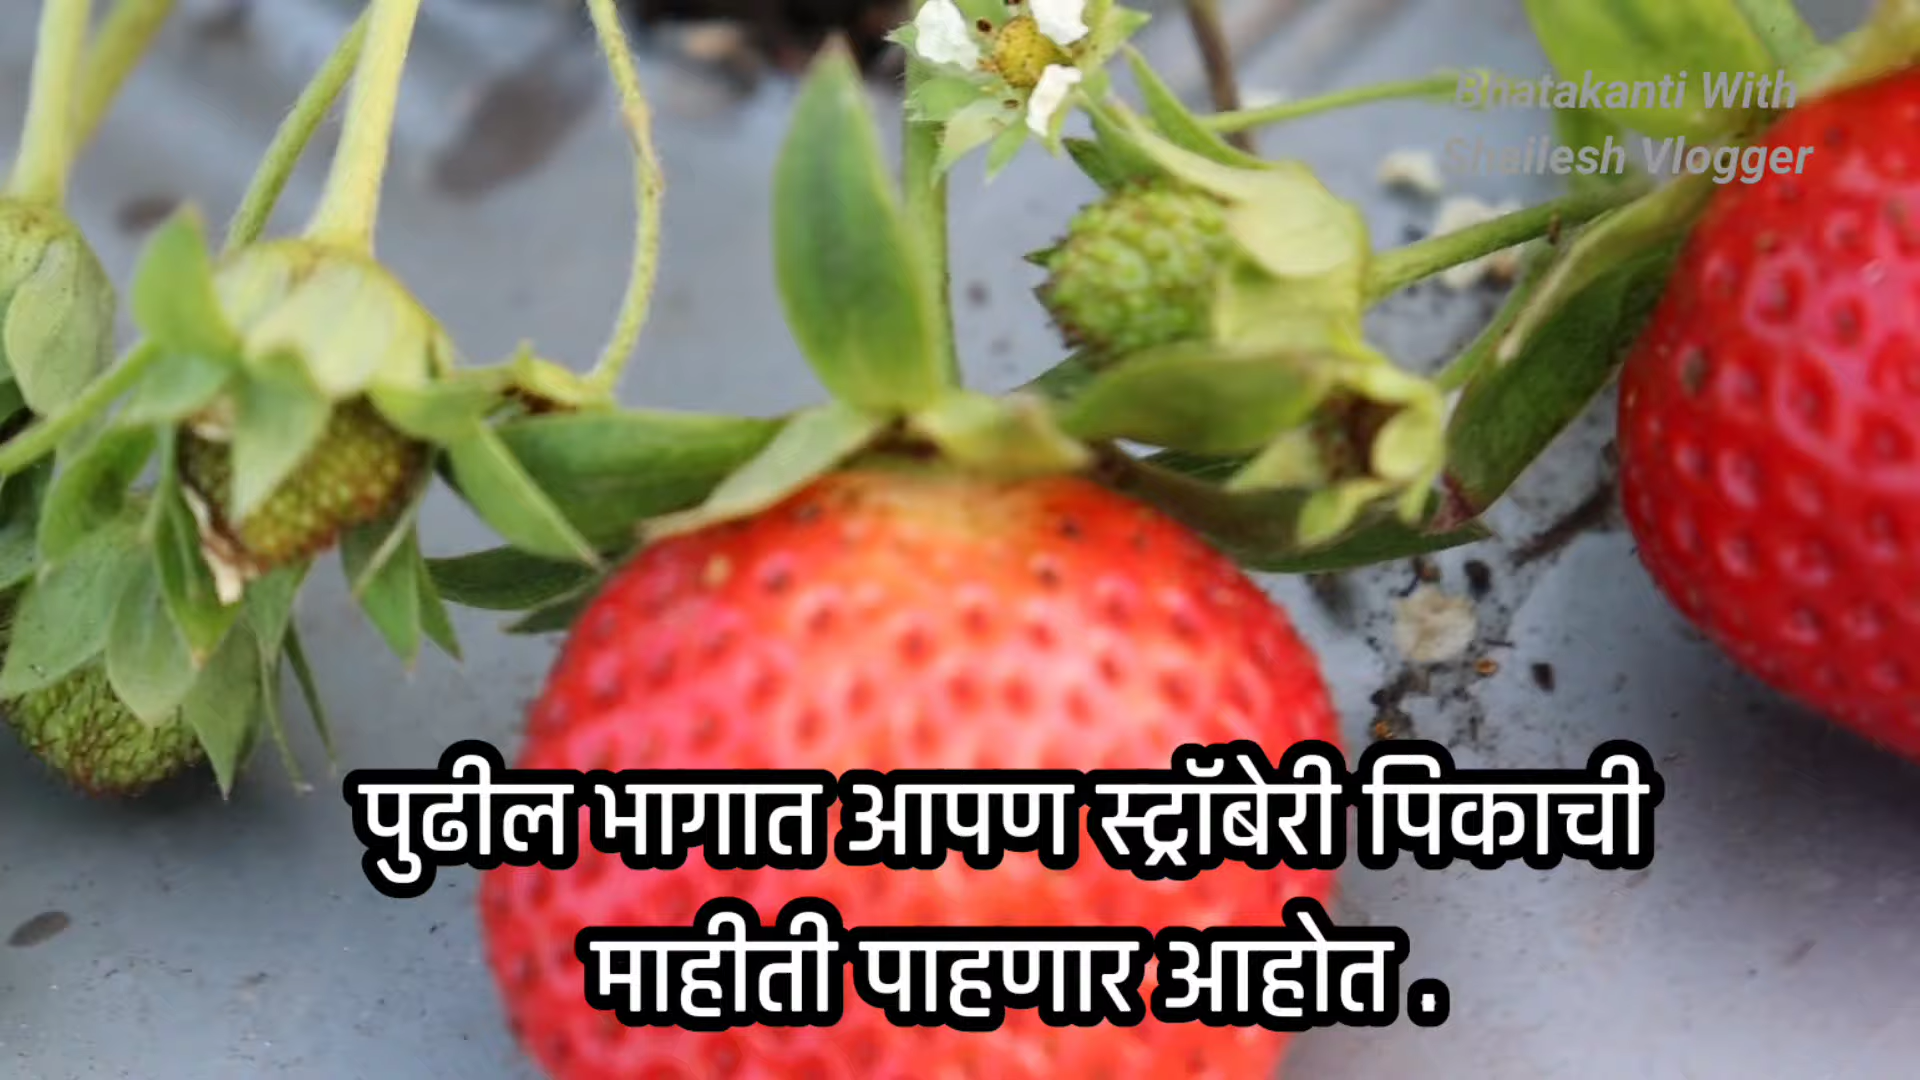 Bhatakanti With
Shailesh Vlogger
पुढील भागात आपण स्ट्रॉबेरी पिकाची
माहीती पाहणार आहोत .